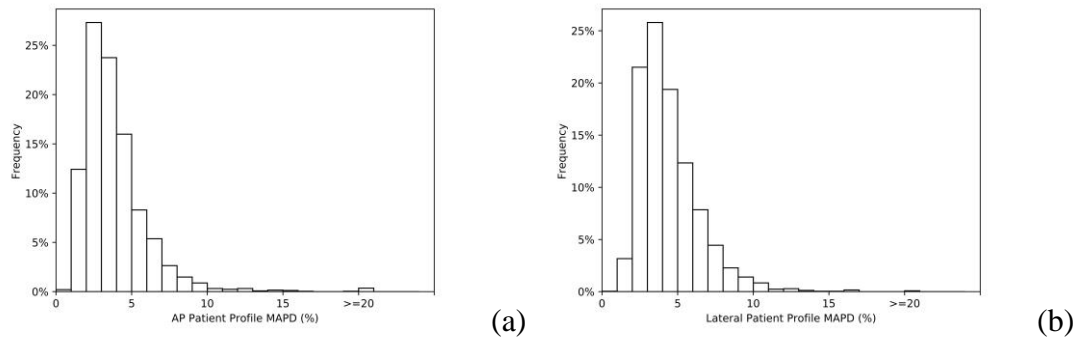 25%
20%
15%
10%
5%
0%
Frequency
0 5 10 15 >=20
AP Patient Profile MAPD (%)
(a)
25%
20%
15%
10%
5%
0%
Frequency
0 5 10 15 >=20
Lateral Patient Profile MAPD (%)
(b)